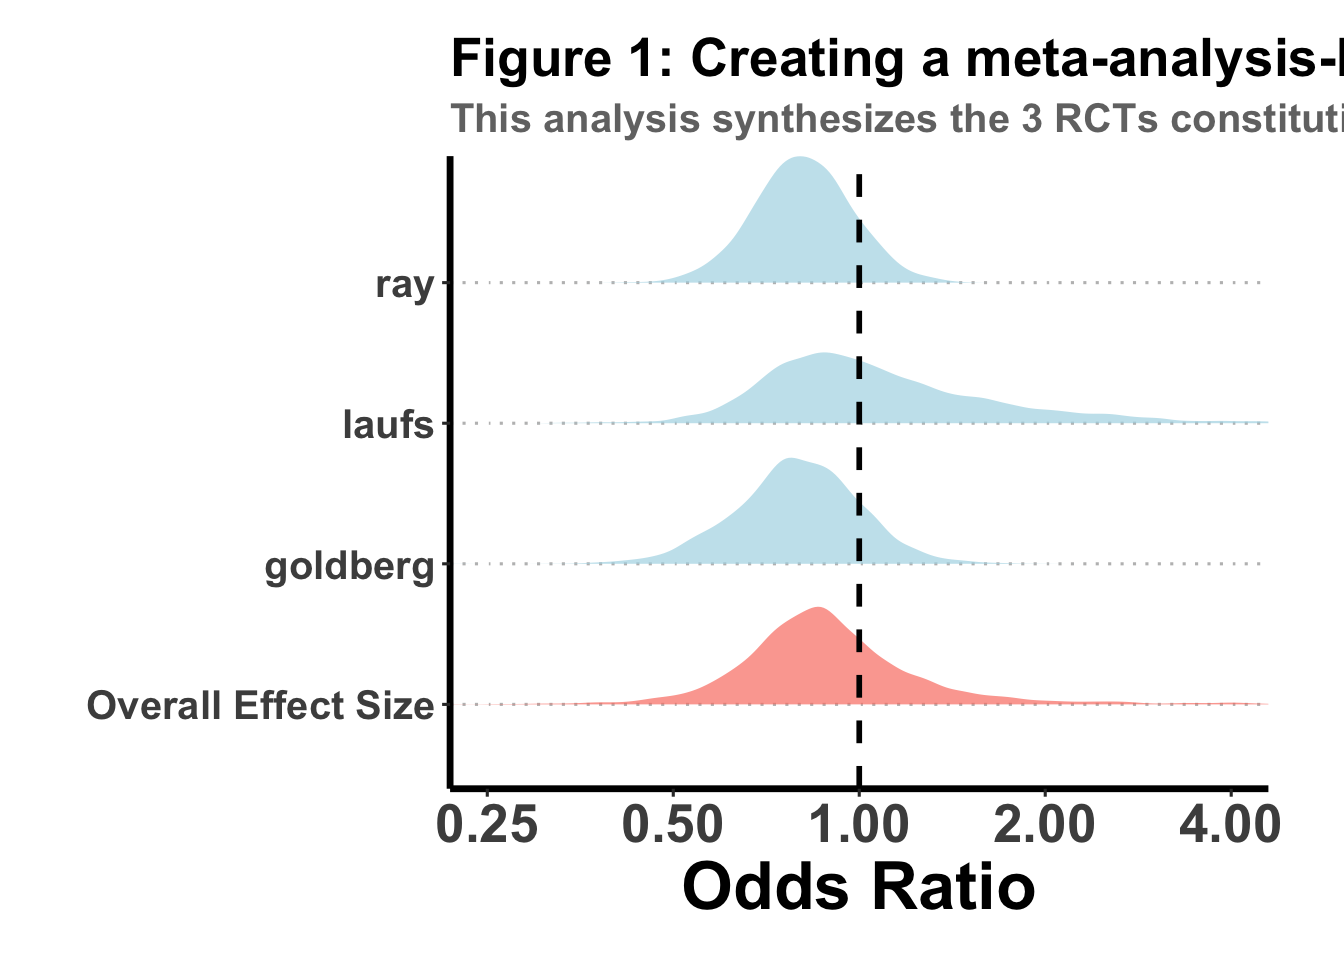 Figure 1: Creating a meta-analysis-
This analysis synthesizes the 3 RCTs
ray
laufs
goldberg
Overall Effect Size
0.25 0.50 1.00 2.00 4.00
Odds Ratio